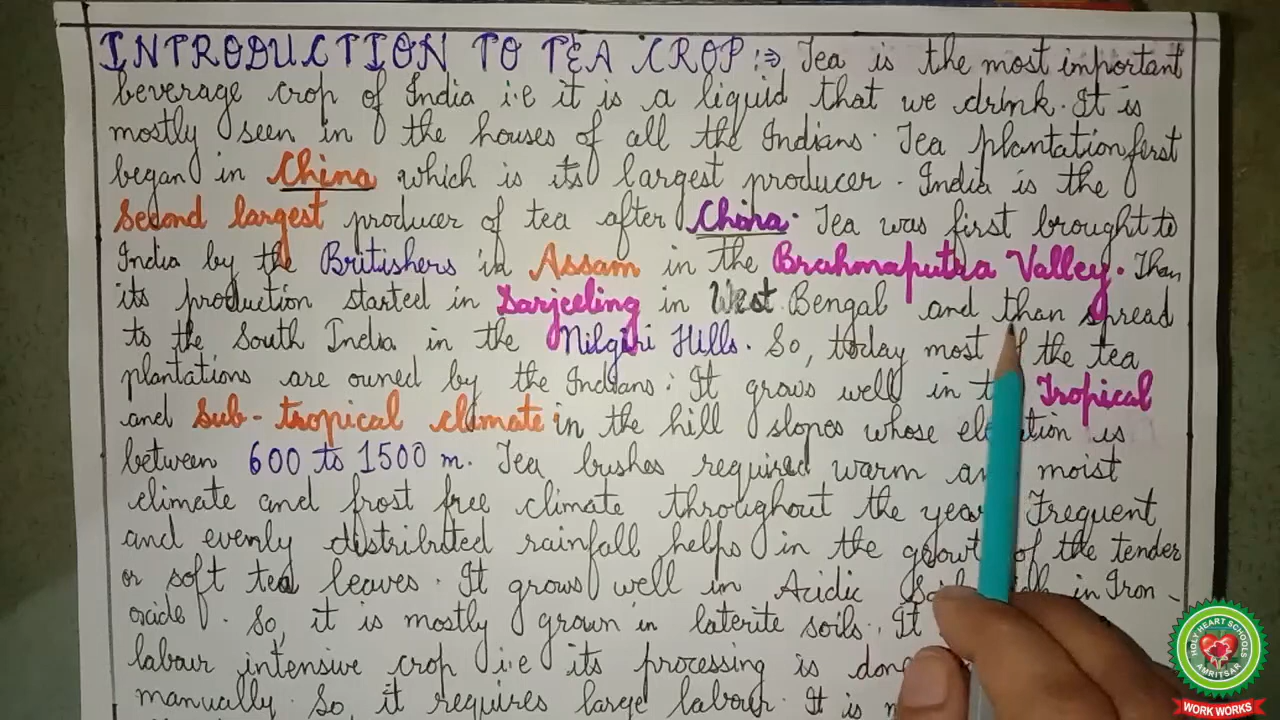 INTRODUCTION TO TEA CROP :⇒ Tea is the most important
beverage crop of India i.e it is a liquid that we drink. It is
mostly seen in the houses of all the Indians. Tea plantation first
began in China which is its largest producer. India is the
second largest producer of tea after China. Tea was first brought to
India by the Britishers in Assam in the Brahmaputra Valley. Than
its production started in Darjeeling in West Bengal and than spread
to the South India in the Nilgiri Hills. So, today most of the tea
plantations are owned by the Indians. It grows well in Tropical
and Sub-tropical climate in the hill slopes whose is
between 600 to 1500 m. Tea bushes required warm moist
climate and frost free climate throughout the year Frequent
and evenly distributed rainfall helps in the of the tender
or soft tea leaves. It grows well in Acidic in Iron -
oxide. So, it is mostly grown in laterite soils. It
labour intensive crop i.e its processing is
manually. So, it requires large labour. It is
HOLY HEART SCHOOLS
AMRITSAR
WORK WORKS